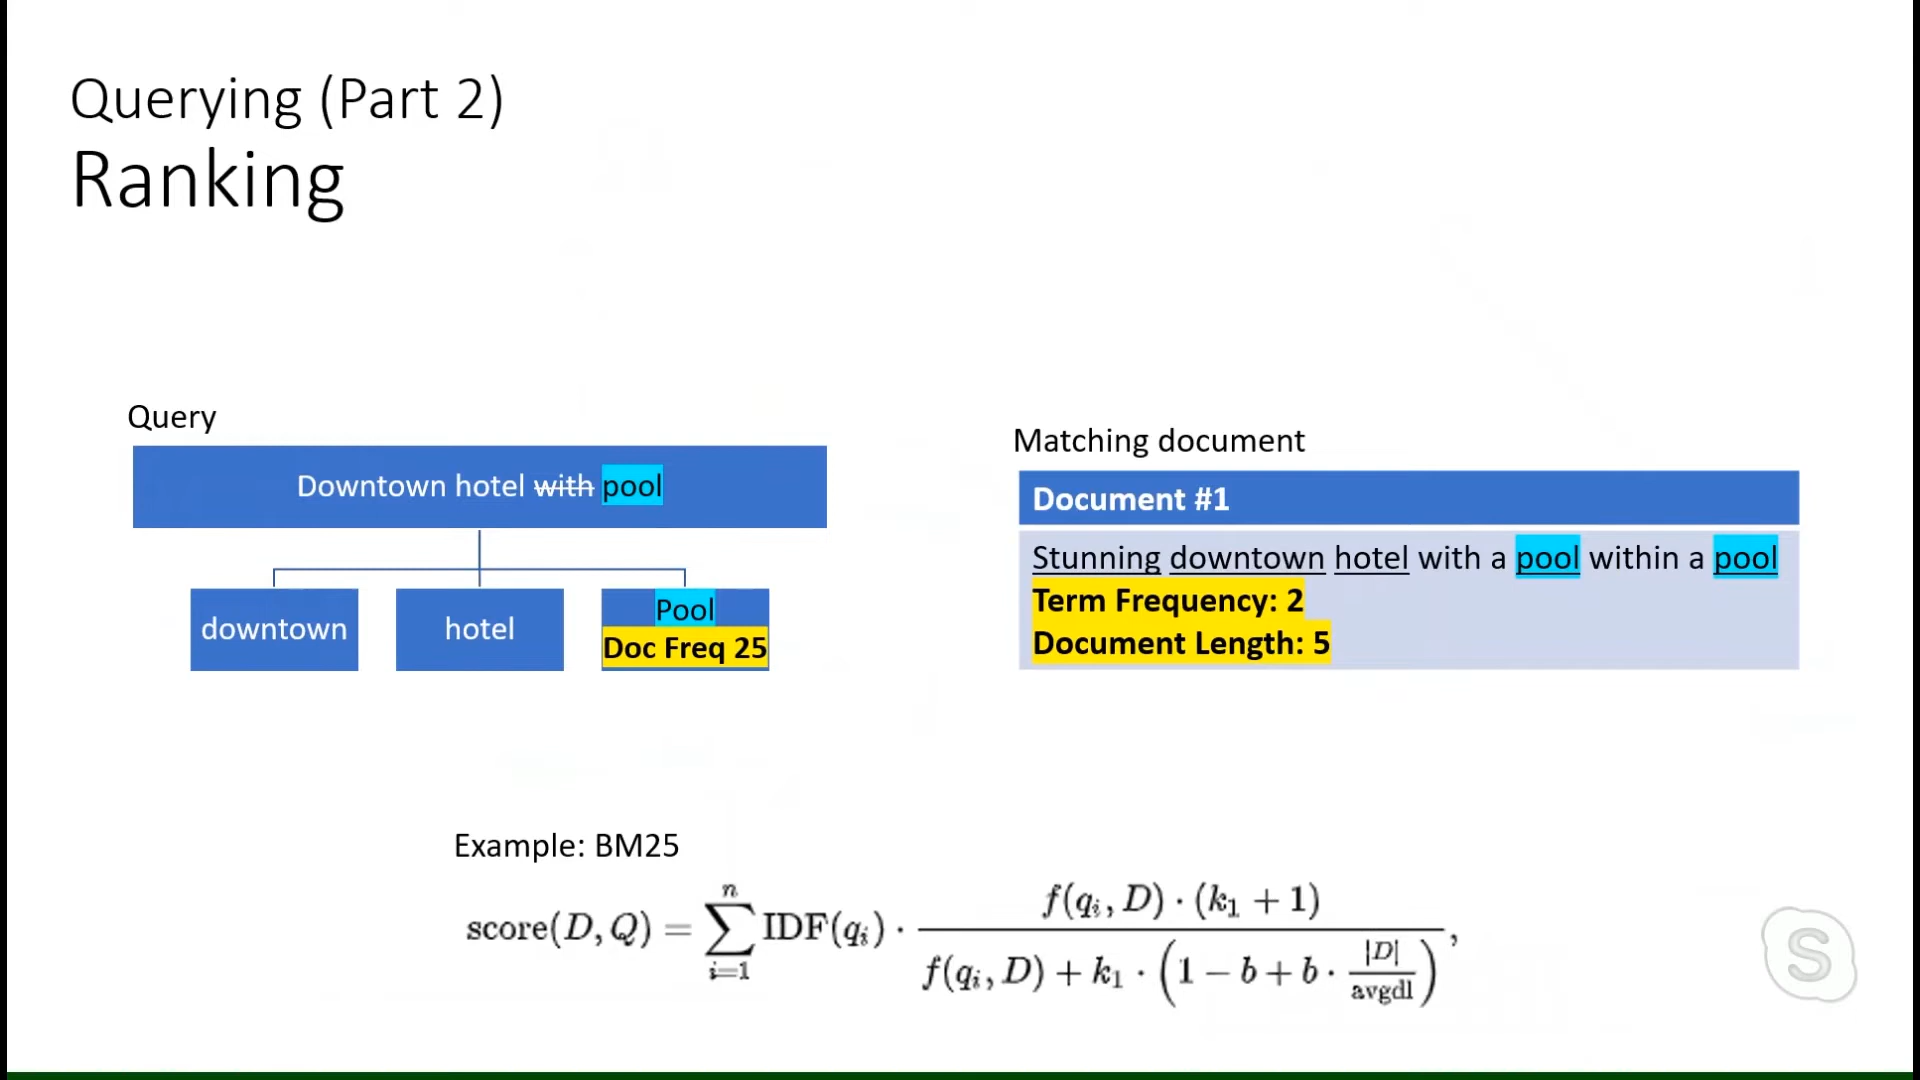 Querying (Part 2)
Ranking
Query
Downtown hotel with pool
downtown
hotel
Pool
Doc Freq 25
Matching document
Document #1
Stunning downtown hotel with a pool within a pool
Term Frequency: 2
Document Length: 5
Example: BM25
score(D, Q) = ∑_{i=1}^{n} IDF(q_i) · \frac{f(q_i, D) · (k_1 + 1)}{f(q_i, D) + k_1 · (1 − b + b · \frac{|D|}{avgdl})},
S